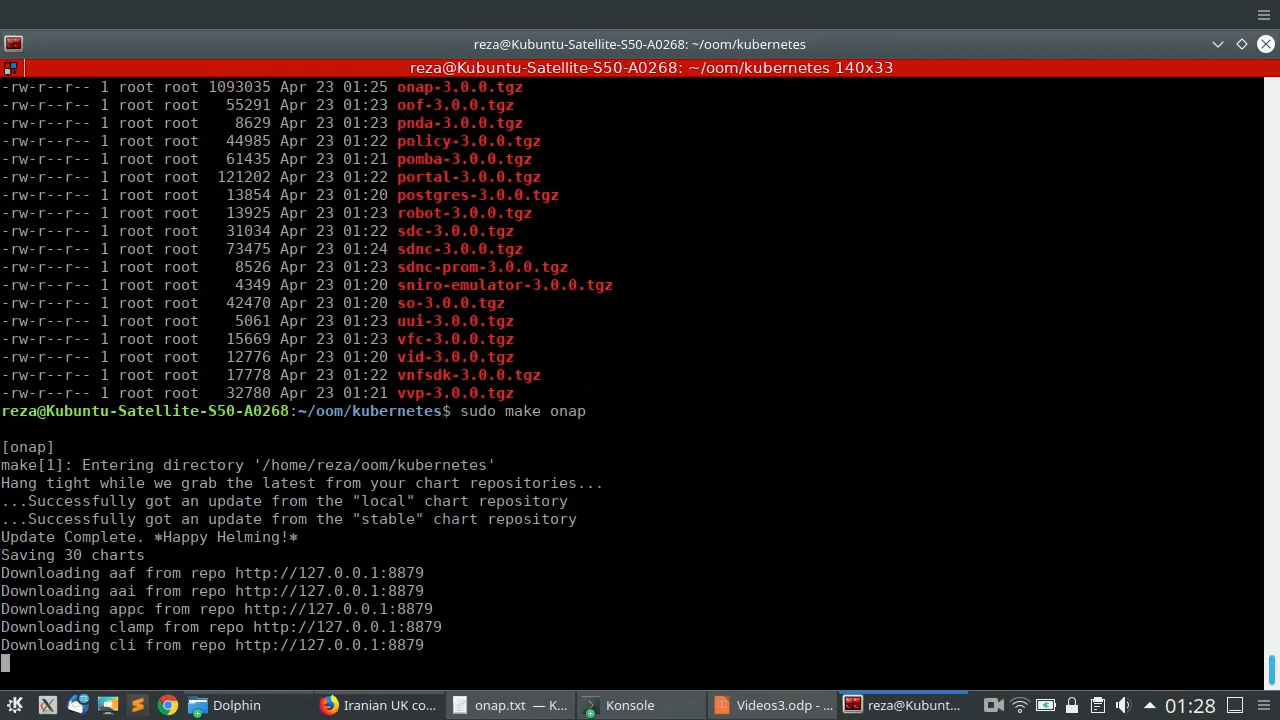 reza@Kubuntu-Satellite-S50-A0268: ~/oom/kubernetes
reza@Kubuntu-Satellite-S50-A0268: ~/oom/kubernetes 140x33
-rw-r--r-- 1 root root 1093035 Apr 23 01:25 onap-3.0.0.tgz
-rw-r--r-- 1 root root   55291 Apr 23 01:23 oof-3.0.0.tgz
-rw-r--r-- 1 root root    8629 Apr 23 01:23 pnda-3.0.0.tgz
-rw-r--r-- 1 root root   44985 Apr 23 01:22 policy-3.0.0.tgz
-rw-r--r-- 1 root root   61435 Apr 23 01:21 pomba-3.0.0.tgz
-rw-r--r-- 1 root root  121202 Apr 23 01:22 portal-3.0.0.tgz
-rw-r--r-- 1 root root   13854 Apr 23 01:20 postgres-3.0.0.tgz
-rw-r--r-- 1 root root   13925 Apr 23 01:23 robot-3.0.0.tgz
-rw-r--r-- 1 root root   31034 Apr 23 01:22 sdc-3.0.0.tgz
-rw-r--r-- 1 root root   73475 Apr 23 01:24 sdnc-3.0.0.tgz
-rw-r--r-- 1 root root    8526 Apr 23 01:23 sdnc-prom-3.0.0.tgz
-rw-r--r-- 1 root root    4349 Apr 23 01:20 sniro-emulator-3.0.0.tgz
-rw-r--r-- 1 root root   42470 Apr 23 01:20 so-3.0.0.tgz
-rw-r--r-- 1 root root    5061 Apr 23 01:23 uui-3.0.0.tgz
-rw-r--r-- 1 root root   15669 Apr 23 01:23 vfc-3.0.0.tgz
-rw-r--r-- 1 root root   12776 Apr 23 01:20 vid-3.0.0.tgz
-rw-r--r-- 1 root root   17778 Apr 23 01:22 vnfsdk-3.0.0.tgz
-rw-r--r-- 1 root root   32780 Apr 23 01:21 vvp-3.0.0.tgz
reza@Kubuntu-Satellite-S50-A0268:~/oom/kubernetes$ sudo make onap
[onap]
make[1]: Entering directory '/home/reza/oom/kubernetes'
Hang tight while we grab the latest from your chart repositories...
...Successfully got an update from the "local" chart repository
...Successfully got an update from the "stable" chart repository
Update Complete. ⎈Happy Helming!⎈
Saving 30 charts
Downloading aaf from repo http://127.0.0.1:8879
Downloading aai from repo http://127.0.0.1:8879
Downloading appc from repo http://127.0.0.1:8879
Downloading clamp from repo http://127.0.0.1:8879
Downloading cli from repo http://127.0.0.1:8879
Dolphin Iranian UK co... onap.txt — K... Konsole Videos3.odp - ... reza@Kubunt... 01:28